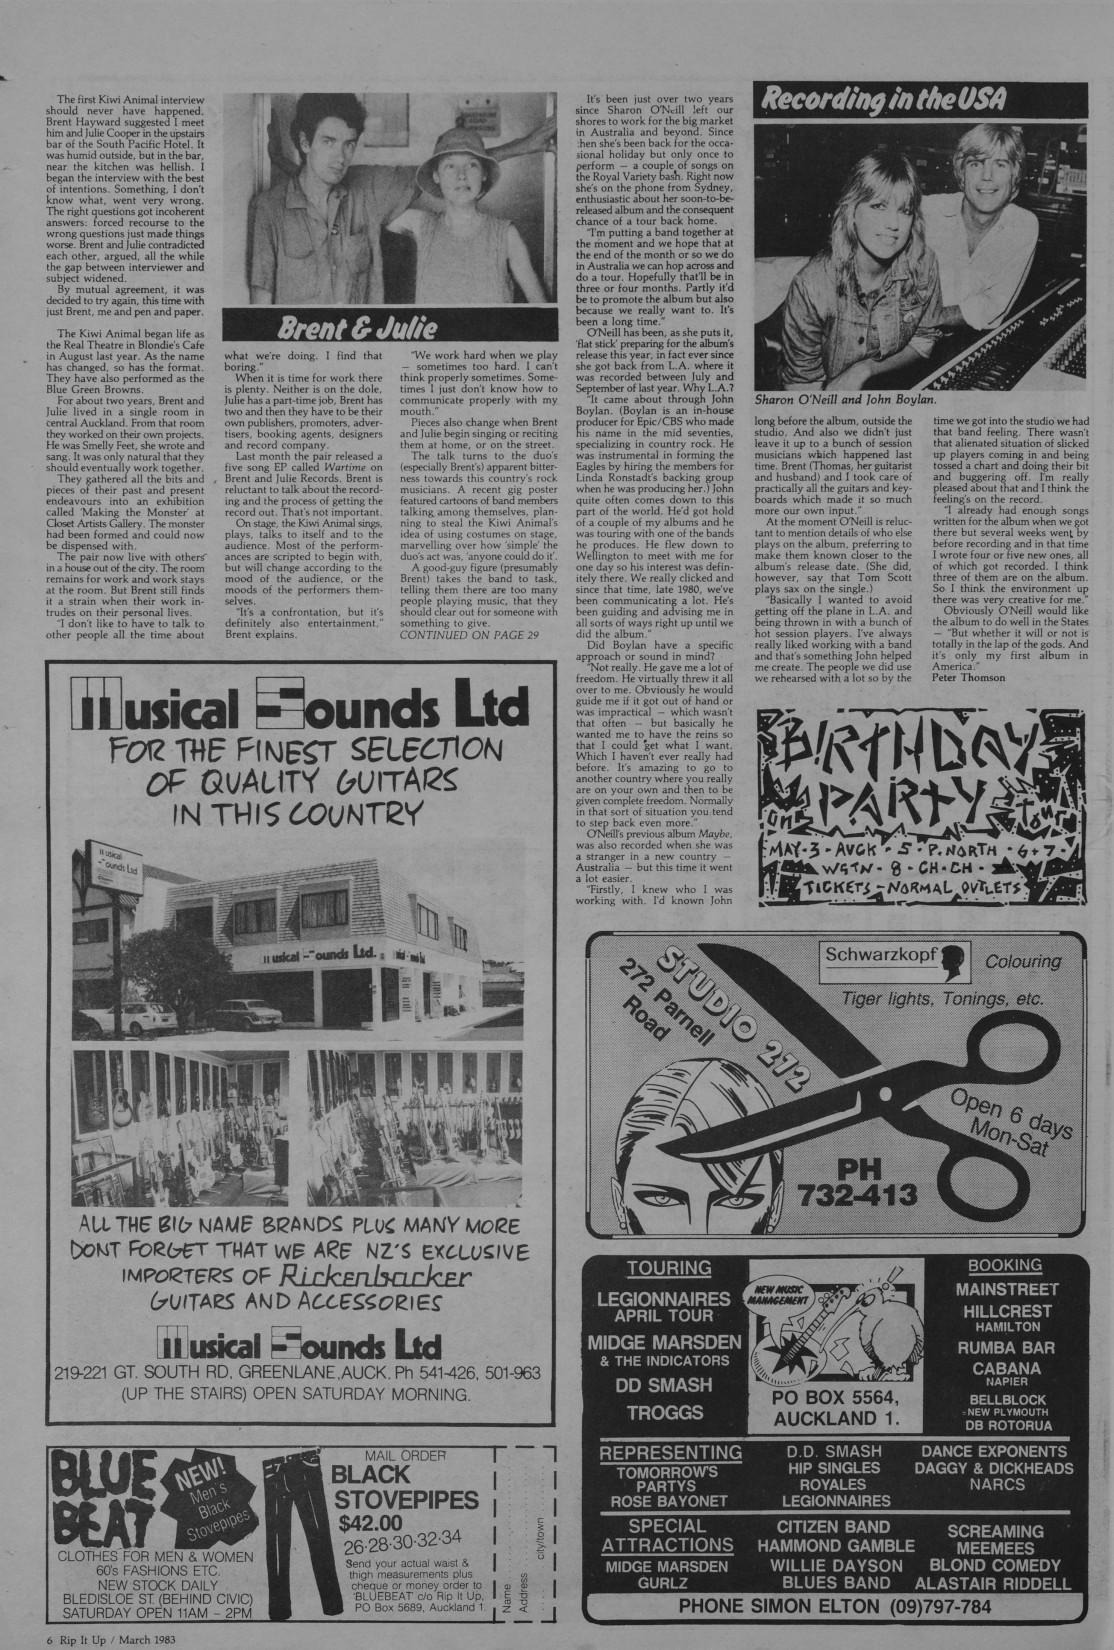 The first Kiwi Animal interview
should never have happened.
Brent Hayward suggested I meet
him and Julie Cooper in the upstairs
bar of the South Pacific Hotel. It
was humid outside, but in the bar,
near the kitchen was hellish. I
began the interview with the best
of intentions. Something, I don't
know what, went very wrong.
The right questions got incoherent
answers: forced recourse to the
wrong questions just made things
worse. Brent and Julie contradicted
each other, argued, all the while
the gap between interviewer and
subject widened.
By mutual agreement, it was
decided to try again, this time with
just Brent, me and pen and paper.
The Kiwi Animal began life as
the Real Theatre in Blondie's Cafe
in August last year. As the name
has changed, so has the format.
They have also performed as the
Blue Green Browns.
For about two years, Brent and
Julie lived in a single room in
central Auckland. From that room
they worked on their own projects.
He was Smelly Feet, she wrote and
sang. It was only natural that they
should eventually work together.
They gathered all the bits and
pieces of their past and present
endeavours into an exhibition
called 'Making the Monster' at
Closet Artists Gallery. The monster
had been formed and could now
be dispensed with.
The pair now live with others
in a house out of the city. The room
remains for work and work stays
at the room. But Brent still finds
it a strain when their work in-
trudes on their personal lives.
"I don't like to have to talk to
other people all the time about
Brent & Julie
what we're doing. I find that
boring."
When it is time for work there
is plenty. Neither is on the dole,
Julie has a part-time job, Brent has
two and then they have to be their
own publishers, promoters, adver-
tisers, booking agents, designers
and record company.
Last month the pair released a
five song EP called Wartime on
Brent and Julie Records. Brent is
reluctant to talk about the record-
ing and the process of getting the
record out. That's not important.
On stage, the Kiwi Animal sings,
plays, talks to itself and to the
audience. Most of the perform-
ances are scripted to begin with,
but will change according to the
mood of the audience, or the
moods of the performers them-
selves.
"It's a confrontation, but it's
definitely also entertainment,"
Brent explains.
"We work hard when we play
— sometimes too hard. I can't
think properly sometimes. Some-
times I just don't know how to
communicate properly with my
mouth."
Pieces also change when Brent
and Julie begin singing or reciting
them at home, or on the street.
The talk turns to the duo's
(especially Brent's) apparent bitter-
ness towards this country's rock
musicians. A recent gig poster
featured cartoons of band members
talking among themselves, plan-
ning to steal the Kiwi Animal's
idea of using costumes on stage,
marvelling over how 'simple' the
duo's act was, 'anyone could do it'.
A good-guy figure (presumably
Brent) takes the band to task,
telling them there are too many
people playing music, that they
should clear out for someone with
something to give.
CONTINUED ON PAGE 29
It's been just over two years
since Sharon O'Neill left our
shores to work for the big market
in Australia and beyond. Since
then she's been back for the occa-
sional holiday but only once to
perform — a couple of songs on
the Royal Variety bash. Right now
she's on the phone from Sydney,
enthusiastic about her soon-to-be-
released album and the consequent
chance of a tour back home.
"I'm putting a band together at
the moment and we hope that at
the end of the month or so we do
in Australia we can hop across and
do a tour. Hopefully that'll be in
three or four months. Partly it'd
be to promote the album but also
because we really want to. It's
been a long time."
O'Neill has been, as she puts it,
'flat stick' preparing for the album's
release this year, in fact ever since
she got back from L.A. where it
was recorded between July and
September of last year. Why L.A.?
"It came about through John
Boylan. (Boylan is an in-house
producer for Epic/CBS who made
his name in the mid seventies,
specializing in country rock. He
was instrumental in forming the
Eagles by hiring the members for
Linda Ronstadt's backing group
when he was producing her.) John
quite often comes down to this
part of the world. He'd got hold
of a couple of my albums and he
was touring with one of the bands
he produces. He flew down to
Wellington to meet with me for
one day so his interest was defin-
itely there. We really clicked and
since that time, late 1980, we've
been communicating a lot. He's
been guiding and advising me in
all sorts of ways right up until we
did the album."
Did Boylan have a specific
approach or sound in mind?
"Not really. He gave me a lot of
freedom. He virtually threw it all
over to me. Obviously he would
guide me if it got out of hand or
was impractical — which wasn't
that often — but basically he
wanted me to have the reins so
that I could get what I want.
Which I haven't ever really had
before. It's amazing to go to
another country where you really
are on your own and then to be
given complete freedom. Normally
in that sort of situation you tend
to step back even more."
O'Neill's previous album Maybe,
was also recorded when she was
a stranger in a new country —
Australia — but this time it went
a lot easier.
"Firstly, I knew who I was
working with. I'd known John
Recording in the USA
Sharon O'Neill and John Boylan.
long before the album, outside the
studio. And also we didn't just
leave it up to a bunch of session
musicians which happened last
time. Brent (Thomas, her guitarist
and husband) and I took care of
practically all the guitars and key-
boards which made it so much
more our own input."
At the moment O'Neill is reluc-
tant to mention details of who else
plays on the album, preferring to
make them known closer to the
album's release date. (She did,
however, say that Tom Scott
plays sax on the single.)
"Basically I wanted to avoid
getting off the plane in L.A. and
being thrown in with a bunch of
hot session players. I've always
really liked working with a band
and that's something John helped
me create. The people we did use
we rehearsed with a lot so by the
time we got into the studio we had
that band feeling. There wasn't
that alienated situation of slicked
up players coming in and being
tossed a chart and doing their bit
and buggering off. I'm really
pleased about that and I think the
feeling's on the record.
"I already had enough songs
written for the album when we got
there but several weeks went by
before recording and in that time
I wrote four or five new ones, all
of which got recorded. I think
three of them are on the album.
So I think the environment up
there was very creative for me."
Obviously O'Neill would like
the album to do well in the States
— "But whether it will or not is
totally in the lap of the gods. And
it's only my first album in
America."
Peter Thomson
Musical Sounds Ltd
FOR THE FINEST SELECTION
OF QUALITY GUITARS
IN THIS COUNTRY
Musical
Sounds Ltd
Musical Sounds Ltd.
ALL THE BIG NAME BRANDS PLUS MANY MORE
DONT FORGET THAT WE ARE NZ'S EXCLUSIVE
IMPORTERS OF Rickenbacker
GUITARS AND ACCESSORIES
Musical Sounds Ltd
219-221 GT. SOUTH RD, GREENLANE, AUCK. Ph 541-426, 501-963
(UP THE STAIRS) OPEN SATURDAY MORNING.
BLUE
BEAT
NEW!
Men's
Black
Stovepipes
CLOTHES FOR MEN & WOMEN
60's FASHIONS ETC.
NEW STOCK DAILY
BLEDISLOE ST. (BEHIND CIVIC)
SATURDAY OPEN 11AM – 2PM
MAIL ORDER
BLACK
STOVEPIPES
$42.00
26·28·30·32·34
Send your actual waist &
thigh measurements plus
cheque or money order to
'BLUEBEAT' c/o Rip It Up,
PO Box 5689, Auckland 1.
Name
Address
city/town
BIRTHDAY
PARTY
on
tour
MAY·3·AUCK·5·P.NORTH·6+7·
WGTN·8·CH·CH·
TICKETS–NORMAL OUTLETS
STUDIO 272
272 Parnell
Road
Schwarzkopf
Colouring
Tiger lights, Tonings, etc.
Open 6 days
Mon-Sat
PH
732-413
TOURING
LEGIONNAIRES
APRIL TOUR
MIDGE MARSDEN
& THE INDICATORS
DD SMASH
TROGGS
NEW MUSIC
MANAGEMENT
PO BOX 5564,
AUCKLAND 1.
BOOKING
MAINSTREET
HILLCREST
HAMILTON
RUMBA BAR
CABANA
NAPIER
BELLBLOCK
NEW PLYMOUTH
DB ROTORUA
REPRESENTING
TOMORROW'S
PARTYS
ROSE BAYONET
D.D. SMASH
HIP SINGLES
ROYALES
LEGIONNAIRES
DANCE EXPONENTS
DAGGY & DICKHEADS
NARCS
SPECIAL
ATTRACTIONS
MIDGE MARSDEN
GURLZ
CITIZEN BAND
HAMMOND GAMBLE
WILLIE DAYSON
BLUES BAND
SCREAMING
MEEMEES
BLOND COMEDY
ALASTAIR RIDDELL
PHONE SIMON ELTON (09)797-784
6 Rip It Up / March 1983